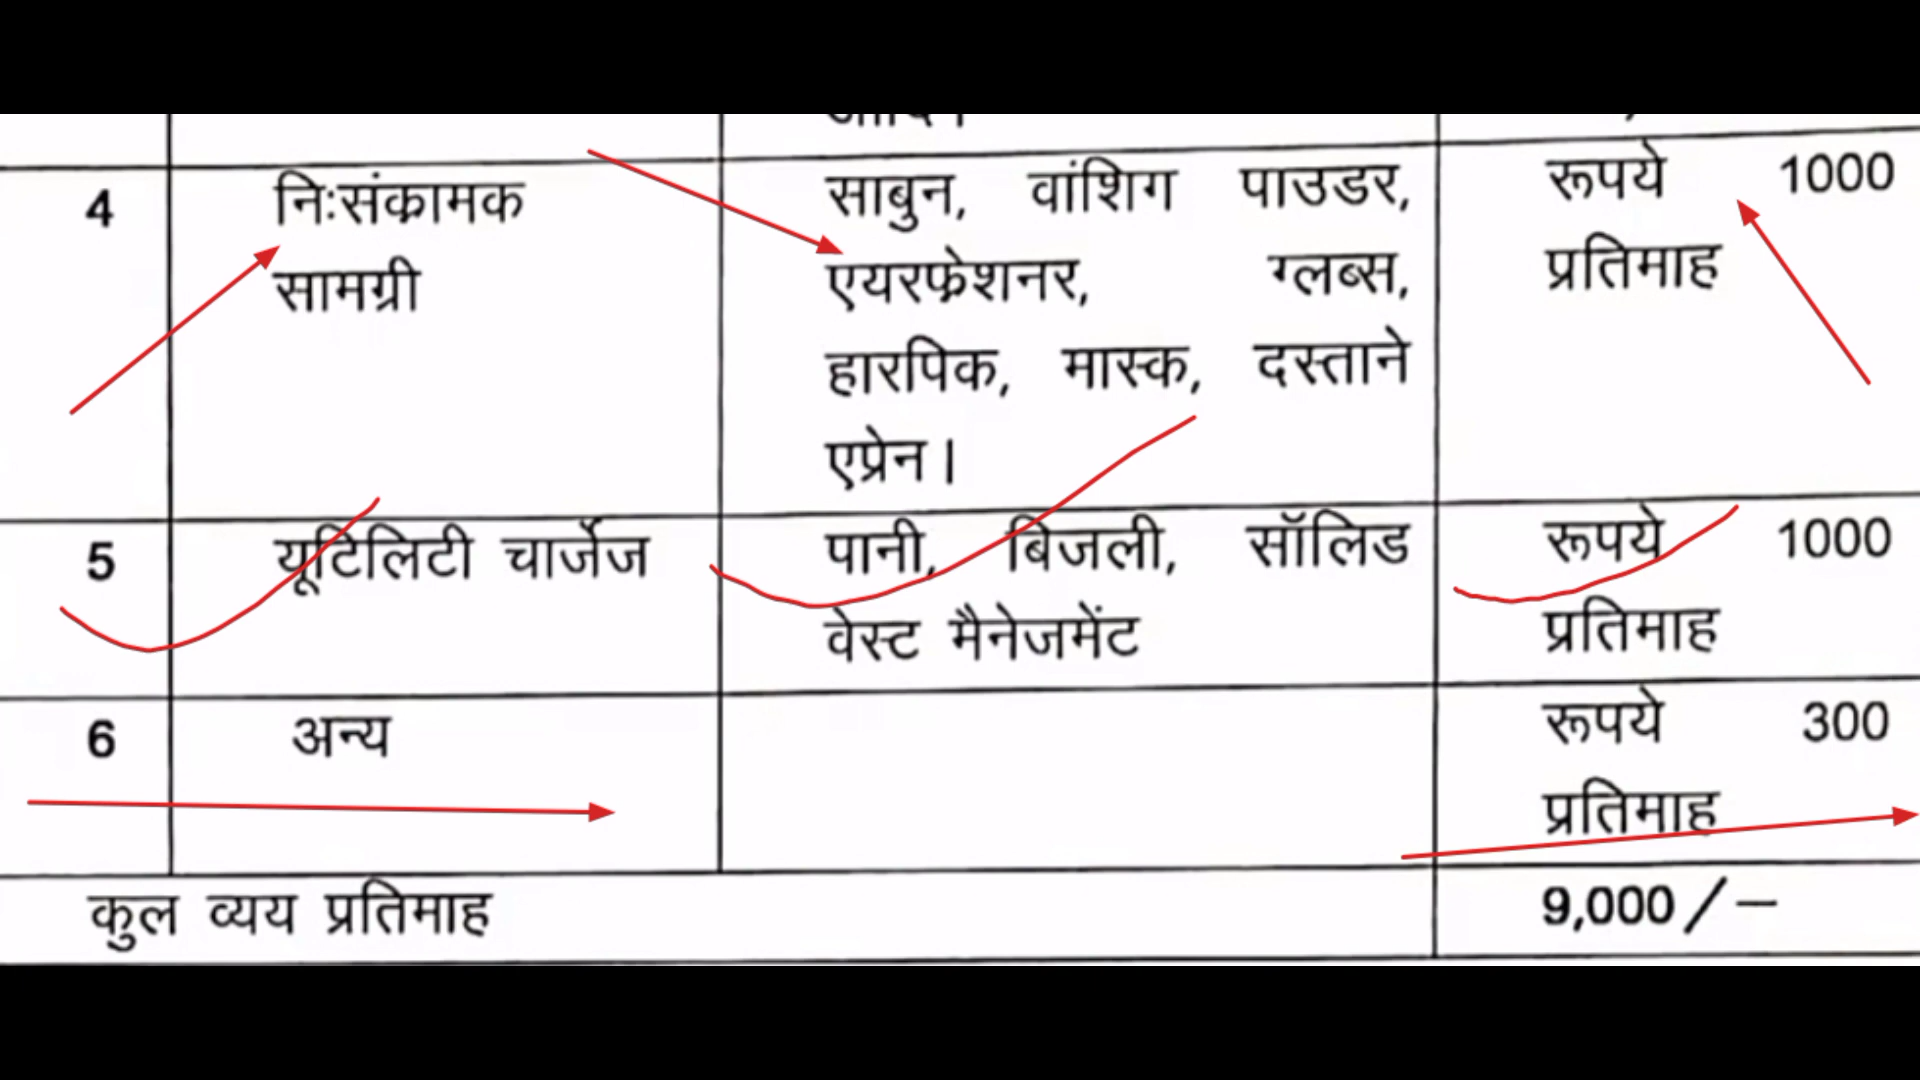 4 निःसंक्रामक साबुन, वांशिग पाउडर, रूपये 1000
सामग्री एयरफ्रेशनर, ग्लब्स, प्रतिमाह
हारपिक, मास्क, दस्ताने
एप्रेन।
5 यूटिलिटी चार्जेज पानी, बिजली, सॉलिड रूपये 1000
वेस्ट मैनेजमेंट प्रतिमाह
6 अन्य रूपये 300
प्रतिमाह
कुल व्यय प्रतिमाह 9,000/-